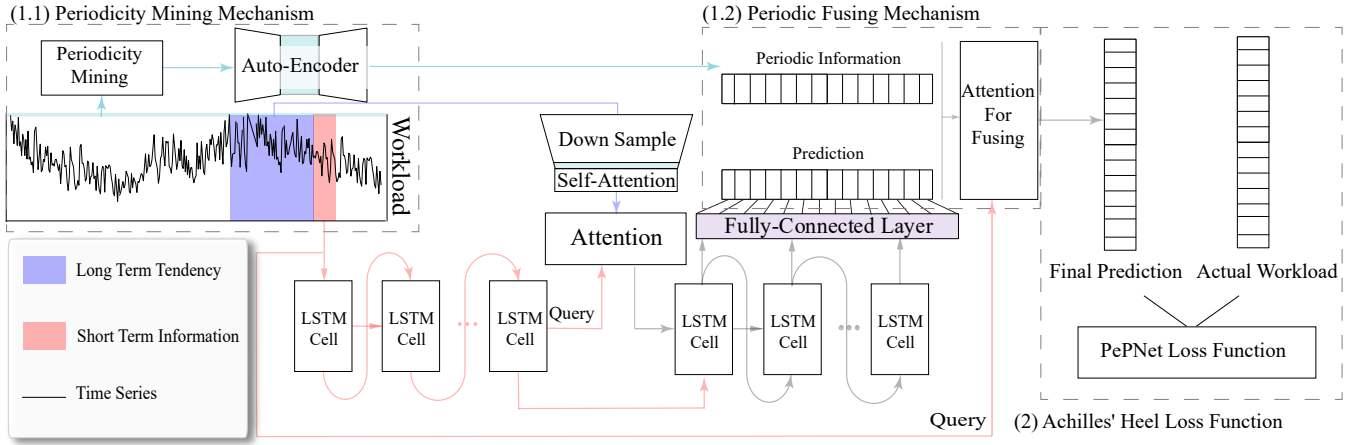 (1.1) Periodicity Mining Mechanism
Periodicity
Mining
Auto-Encoder
Workload
Down Sample
Self-Attention
Attention
(1.2) Periodic Fusing Mechanism
Periodic Information
Prediction
Attention
For
Fusing
Fully-Connected Layer
Long Term Tendency
Short Term Information
Time Series
LSTM
Cell
LSTM
Cell
LSTM
Cell
Query
LSTM
Cell
LSTM
Cell
LSTM
Cell
Query
Final Prediction
Actual Workload
PePNet Loss Function
(2) Achilles' Heel Loss Function